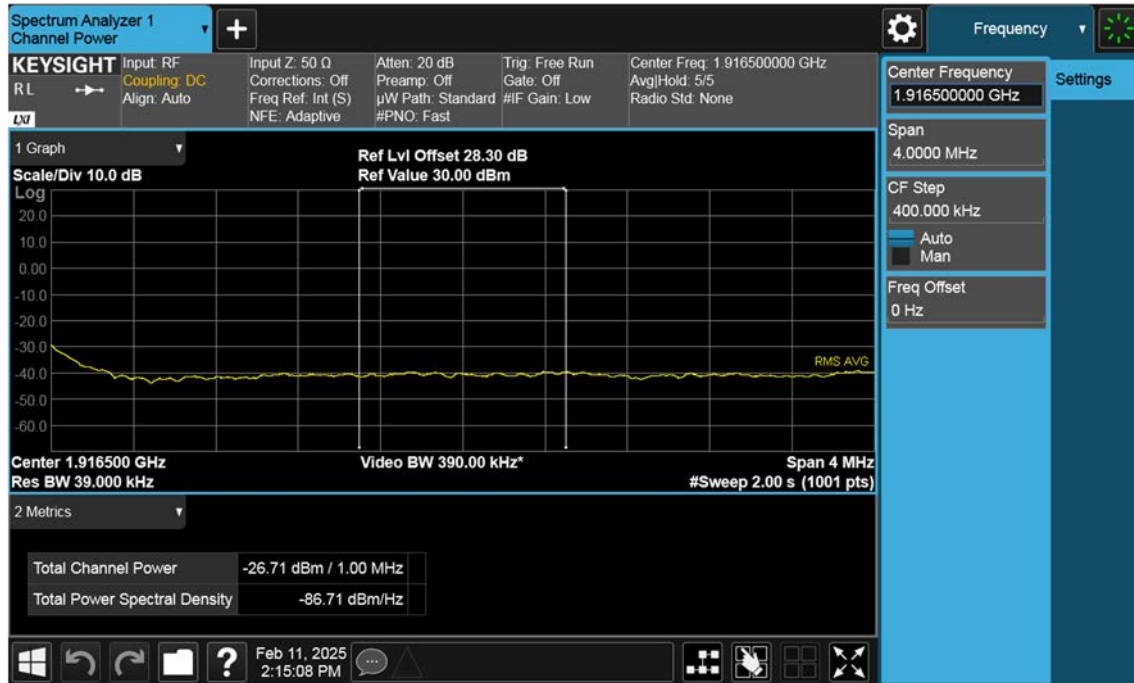 Spectrum Analyzer 1
Channel Power
Frequency
KEYSIGHT
R L
LXI
Input: RF
Coupling: DC
Align: Auto
Input Z: 50 Ω
Corrections: Off
Freq Ref: Int (S)
NFE: Adaptive
Atten: 20 dB
Preamp: Off
µW Path: Standard
#PNO: Fast
Trig: Free Run
Gate: Off
#IF Gain: Low
Center Freq: 1.916500000 GHz
Avg|Hold: 5/5
Radio Std: None
Center Frequency
1.916500000 GHz
Settings
Span
4.0000 MHz
CF Step
400.000 kHz
Auto
Man
Freq Offset
0 Hz
1 Graph
Scale/Div 10.0 dB
Ref Lvl Offset 28.30 dB
Ref Value 30.00 dBm
Log
20.0
10.0
0.00
-10.0
-20.0
-30.0
-40.0
-50.0
-60.0
RMS AVG
Center 1.916500 GHz
Video BW 390.00 kHz*
Span 4 MHz
Res BW 39.000 kHz
#Sweep 2.00 s (1001 pts)
2 Metrics
Total Channel Power -26.71 dBm / 1.00 MHz
Total Power Spectral Density -86.71 dBm/Hz
?
Feb 11, 2025
2:15:08 PM